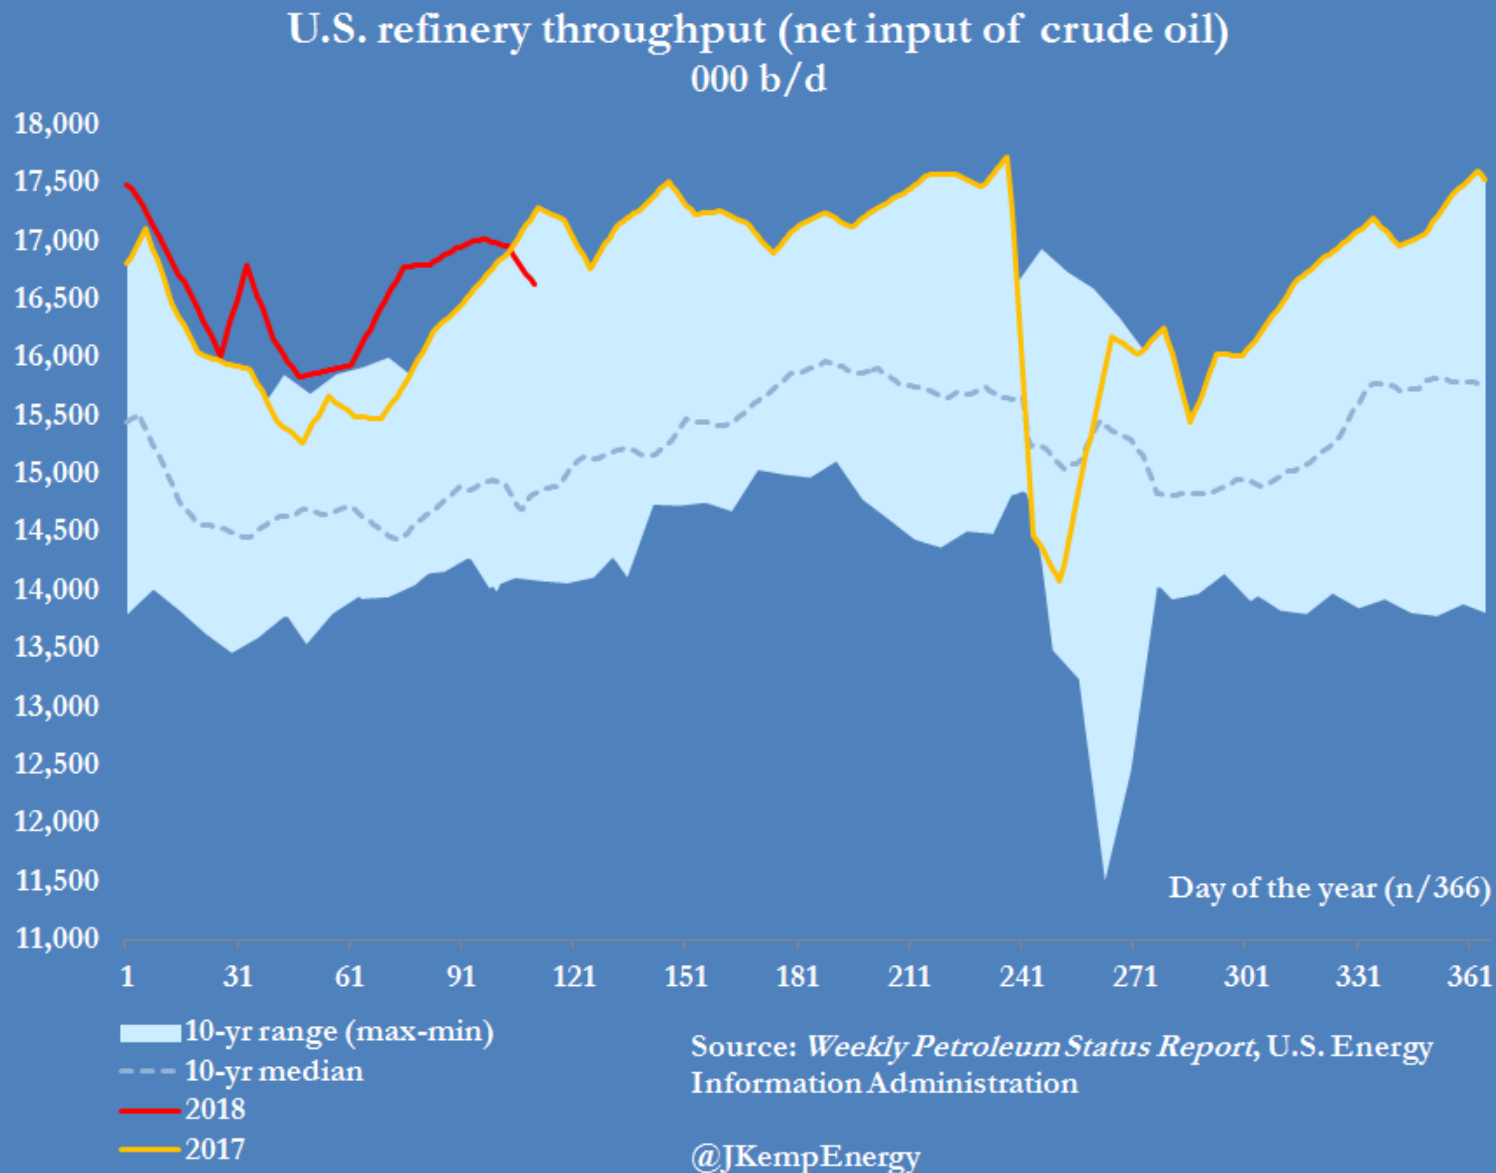 U.S. refinery throughput (net input of crude oil)
000 b/d
18,000
17,500
17,000
16,500
16,000
15,500
15,000
14,500
14,000
13,500
13,000
12,500
12,000
11,500
11,000
Day of the year (n/366)
1 31 61 91 121 151 181 211 241 271 301 331 361
10-yr range (max-min)
10-yr median
2018
2017
Source: Weekly Petroleum Status Report, U.S. Energy
Information Administration
@JKempEnergy